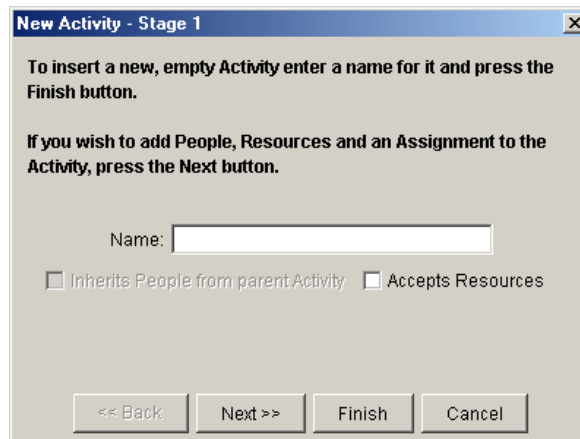 New Activity - Stage 1
To insert a new, empty Activity enter a name for it and press the
Finish button.
If you wish to add People, Resources and an Assignment to the
Activity, press the Next button.
Name:
Inherits People from parent Activity Accepts Resources
<< Back Next >> Finish Cancel